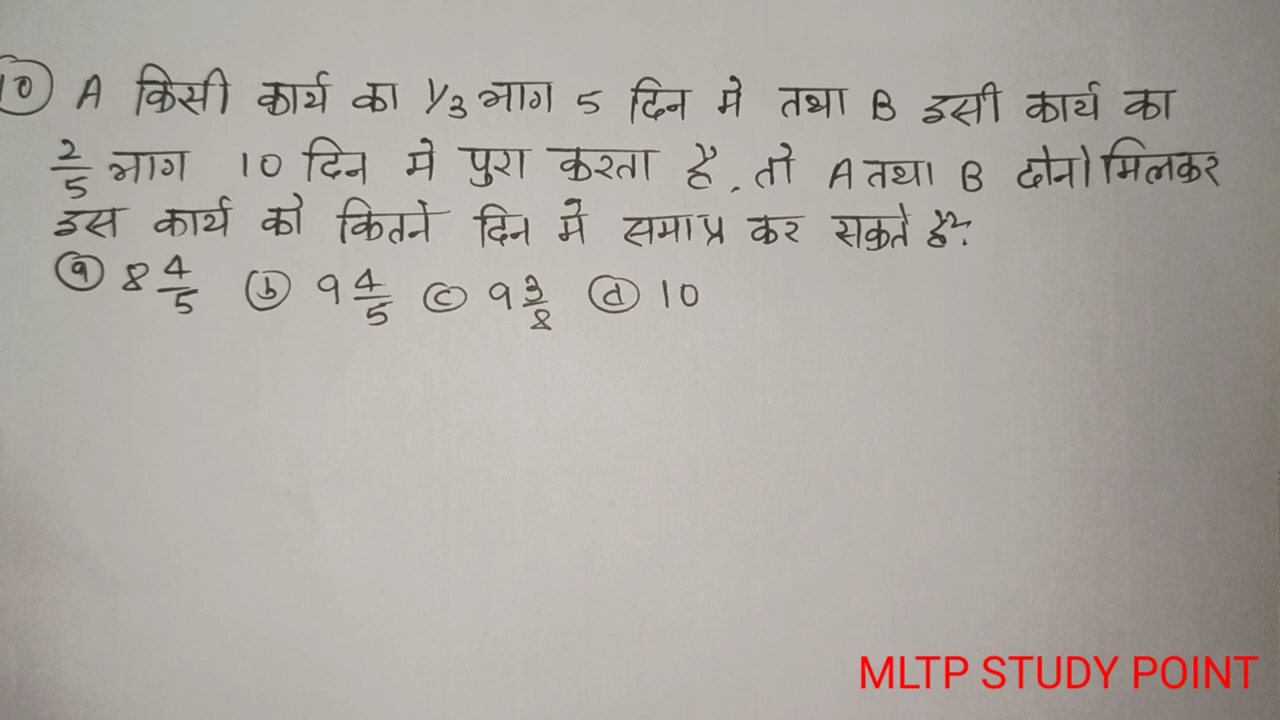 10 A किसी कार्य का 1/3 भाग 5 दिन मे तथा B इसी कार्य का
2/5 भाग 10 दिन मे पुरा करता है, तो A तथा B दोनो मिलकर
इस कार्य को कितने दिन मे समाप्त कर सकते है?
(a) 8 4/5 (b) 9 4/5 (c) 9 3/8 (d) 10
MLTP STUDY POINT